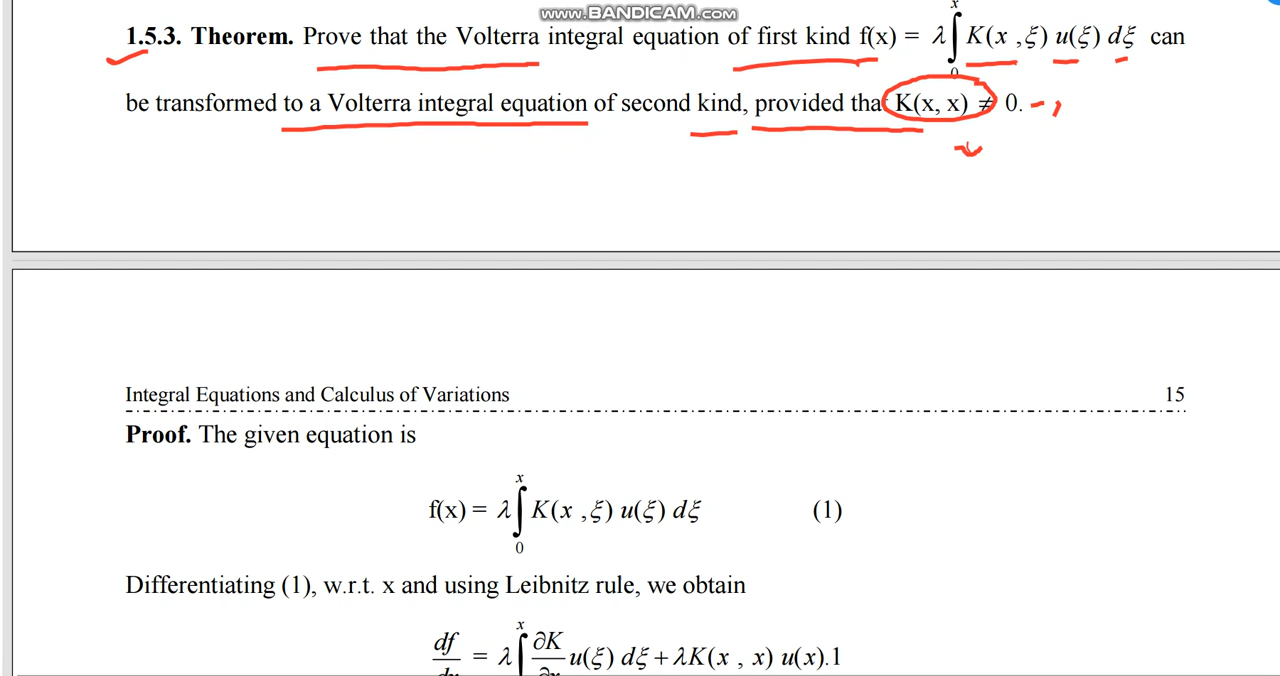 www.BANDICAM.com
1.5.3. Theorem. Prove that the Volterra integral equation of first kind f(x) = λ∫₀ˣ K(x ,ξ) u(ξ) dξ can
be transformed to a Volterra integral equation of second kind, provided that K(x, x) ≠ 0.
Integral Equations and Calculus of Variations 15
Proof. The given equation is
f(x) = λ∫₀ˣ K(x ,ξ) u(ξ) dξ (1)
Differentiating (1), w.r.t. x and using Leibnitz rule, we obtain
df/dx = λ∫ˣ ∂K/∂x u(ξ) dξ + λK(x , x) u(x).1